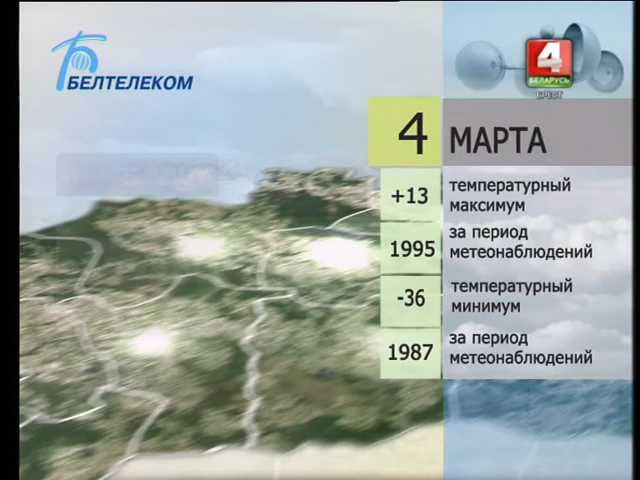 БЕЛТЕЛЕКОМ
4
БЕЛАРУСЬ
БРЕСТ
4 МАРТА
+13 температурный
максимум
1995 за период
метеонаблюдений
-36 температурный
минимум
1987 за период
метеонаблюдений